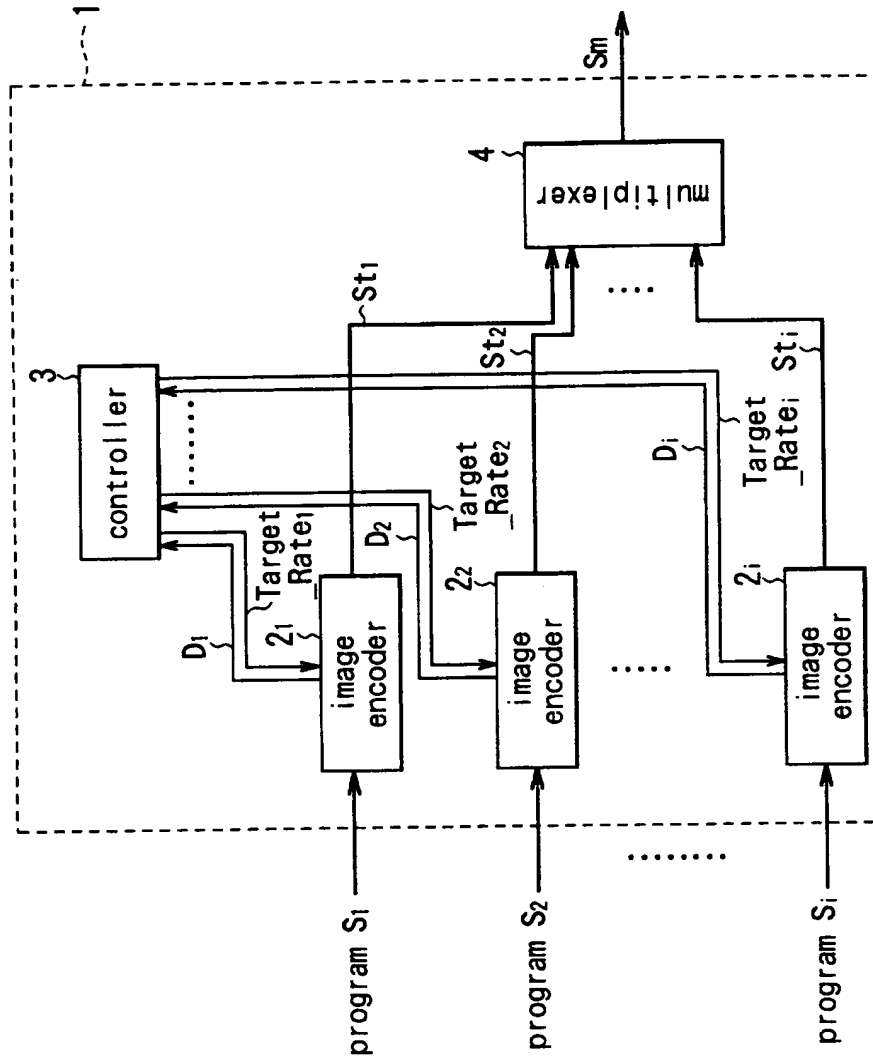 1
3
controller
........
D1
Target
_Rate1
D2
Target
_Rate2
Di
Target
_Ratei
program S1
21
image
encoder
St1
program S2
22
image
encoder
St2
........
.....
....
program Si
2i
image
encoder
Sti
4
multiplexer
Sm